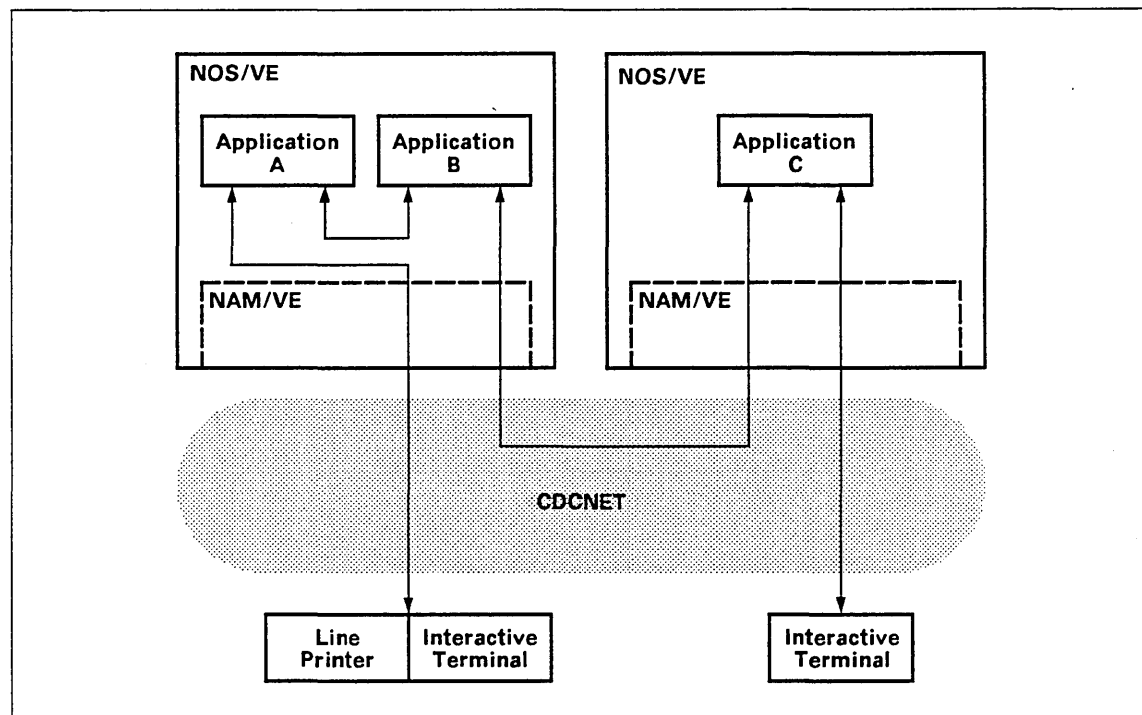 NOS/VE
Application
A
Application
B
NAM/VE
NOS/VE
Application
C
NAM/VE
CDCNET
Line
Printer
Interactive
Terminal
Interactive
Terminal